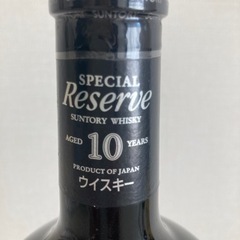 SPECIAL
Reserve
SUNTORY WHISKY
AGED 10 YEARS
PRODUCT OF JAPAN
ウイスキー